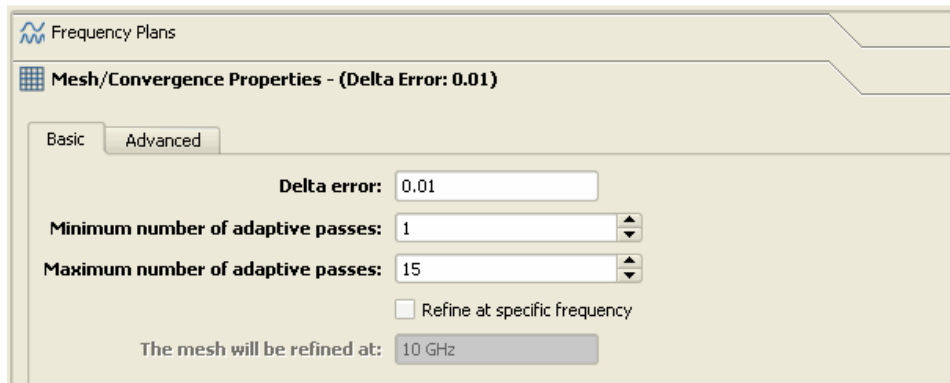 Frequency Plans
Mesh/Convergence Properties - (Delta Error: 0.01)
Basic Advanced
Delta error: 0.01
Minimum number of adaptive passes: 1
Maximum number of adaptive passes: 15
Refine at specific frequency
The mesh will be refined at: 10 GHz